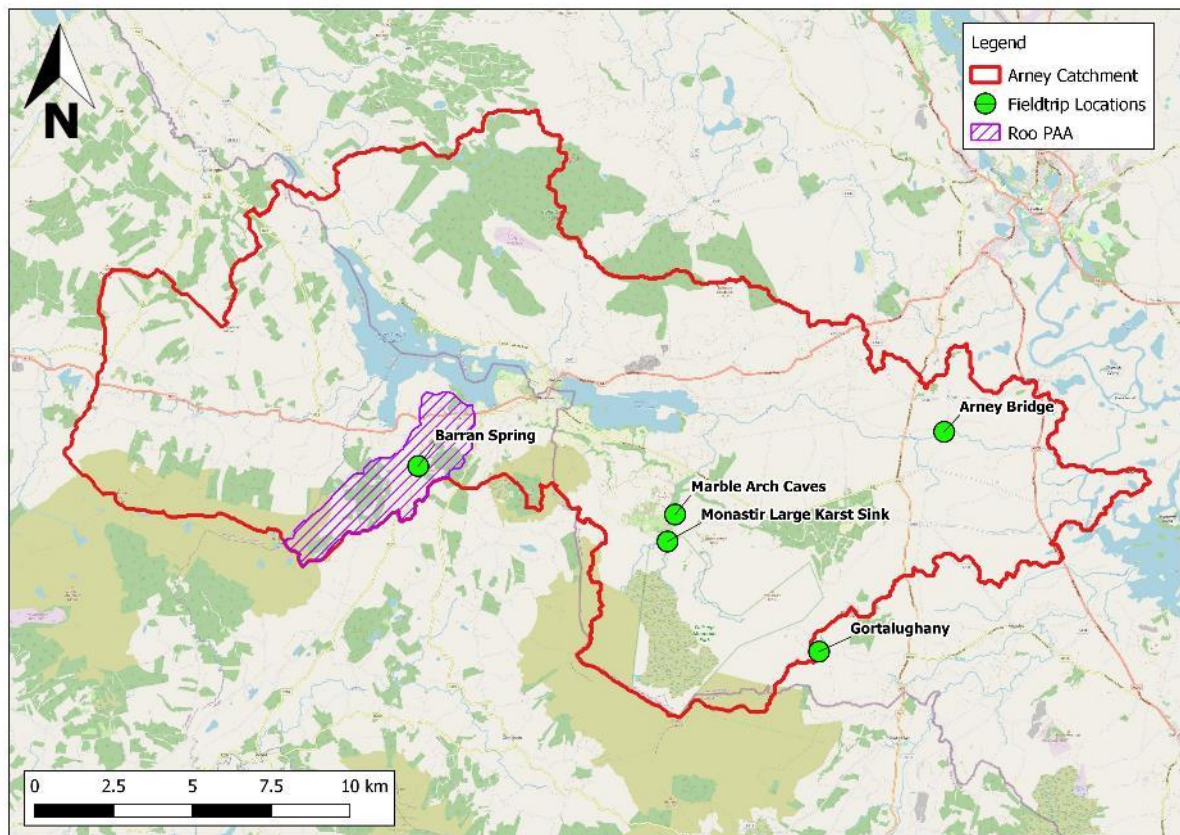 Legend
Arney Catchment
Fieldtrip Locations
Roo PAA
N
Arney Bridge
Barran Spring
Marble Arch Caves
Monastir Large Karst Sink
Gortalughany
0 2.5 5 7.5 10 km